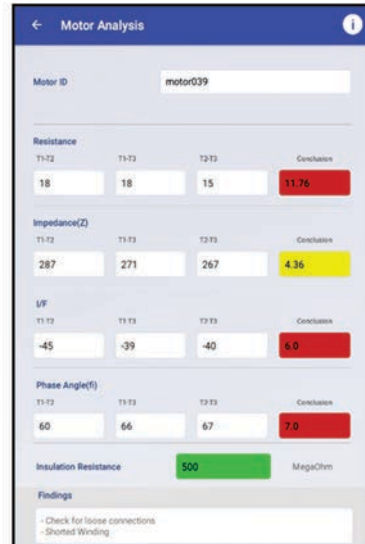 Motor Analysis
i
Motor ID motor039
Resistance
T1-T2 T1-T3 T2-T3 Conclusion
18 18 15 11.76
Impedance(Z)
T1-T2 T1-T3 T2-T3 Conclusion
287 271 267 4.36
I/F
T1-T2 T1-T3 T2-T3 Conclusion
-45 -39 -40 6.0
Phase Angle(fi)
T1-T2 T1-T3 T2-T3 Conclusion
60 66 67 7.0
Insulation Resistance 500 MegaOhm
Findings
- Check for loose connections
- Shorted Winding